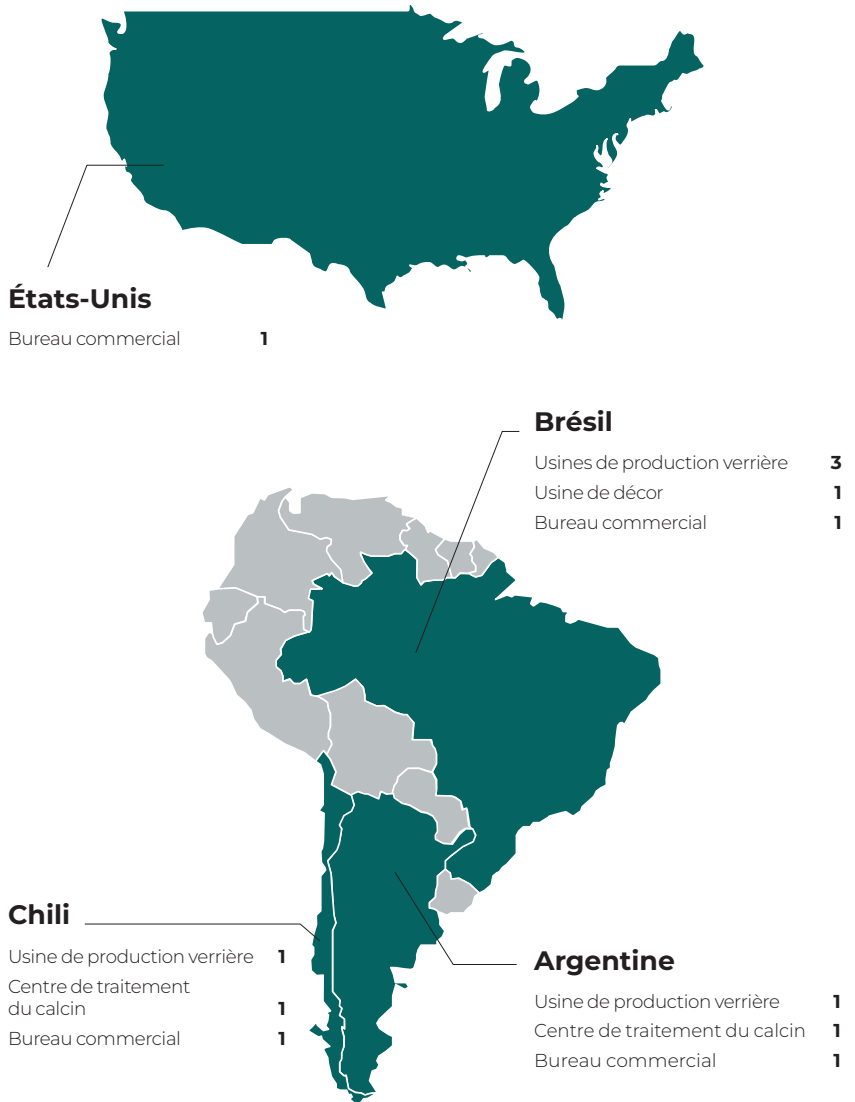 États-Unis
Bureau commercial 1
Brésil
Usines de production verrière 3
Usine de décor 1
Bureau commercial 1
Chili
Usine de production verrière 1
Centre de traitement
du calcin 1
Bureau commercial 1
Argentine
Usine de production verrière 1
Centre de traitement du calcin 1
Bureau commercial 1